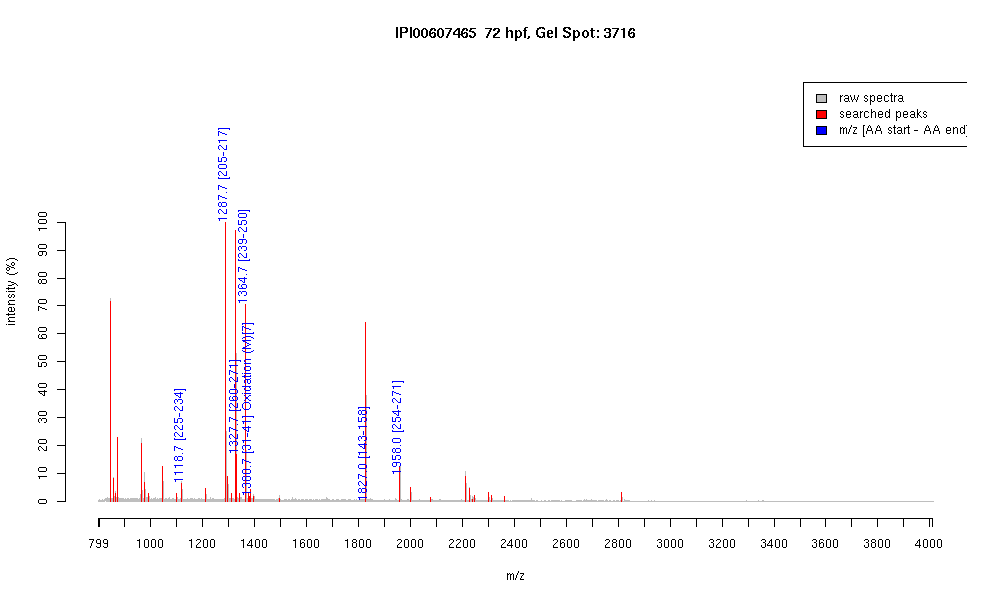 IPI00607465 72 hpf, Gel Spot: 3716
raw spectra
searched peaks
m/z [AA start - AA end]
1287.7 [205-217]
1364.7 [239-250]
1327.7 [260-271]
[31-41] Oxidation (M)[7]
1118.7 [225-234]
1827.0 [143-158]
1958.0 [254-271]
intensity (%)
100
90
80
70
60
50
40
30
20
10
0
799 1000 1200 1400 1600 1800 2000 2200 2400 2600 2800 3000 3200 3400 3600 3800 4000
m/z